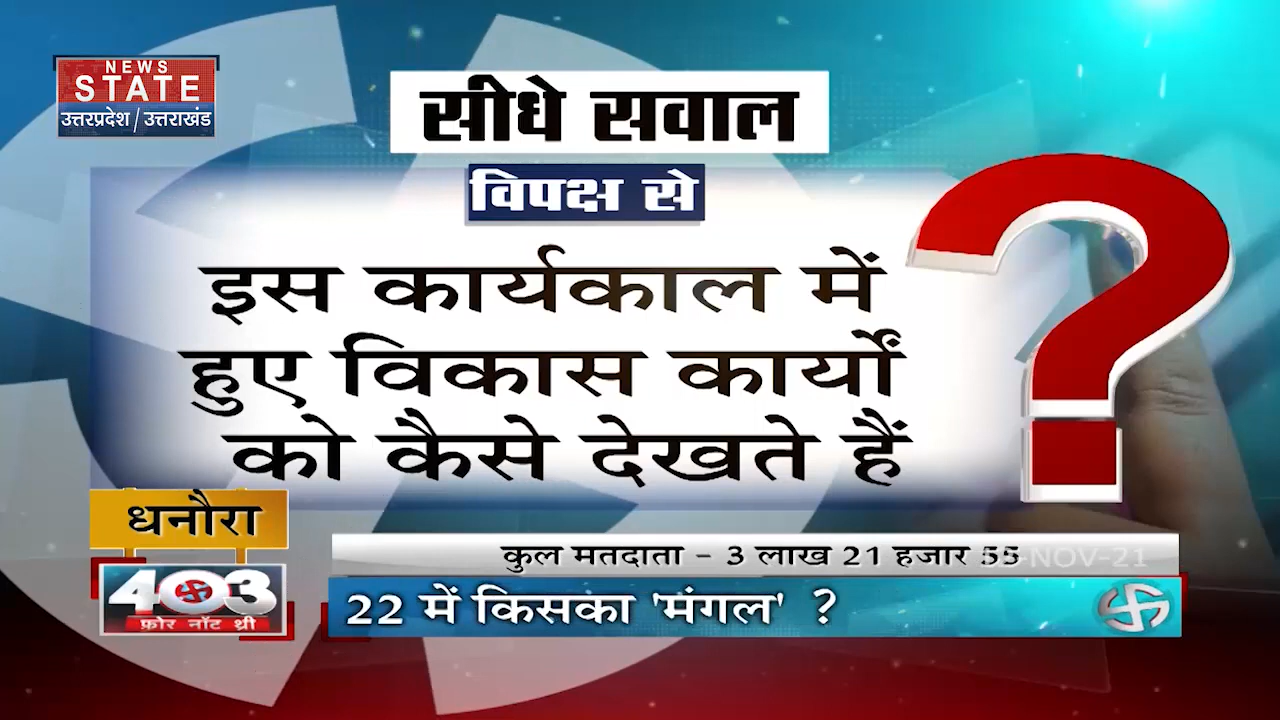 NEWS
STATE
उत्तरप्रदेश / उत्तराखंड
सीधे सवाल
विपक्ष से
इस कार्यकाल में
हुए विकास कार्यों
को कैसे देखते हैं
?
धनौरा
403
फ़ोर नॉट थ्री
कुल मतदाता - 3 लाख 21 हजार 55
-NOV-21
22 में किसका 'मंगल' ?